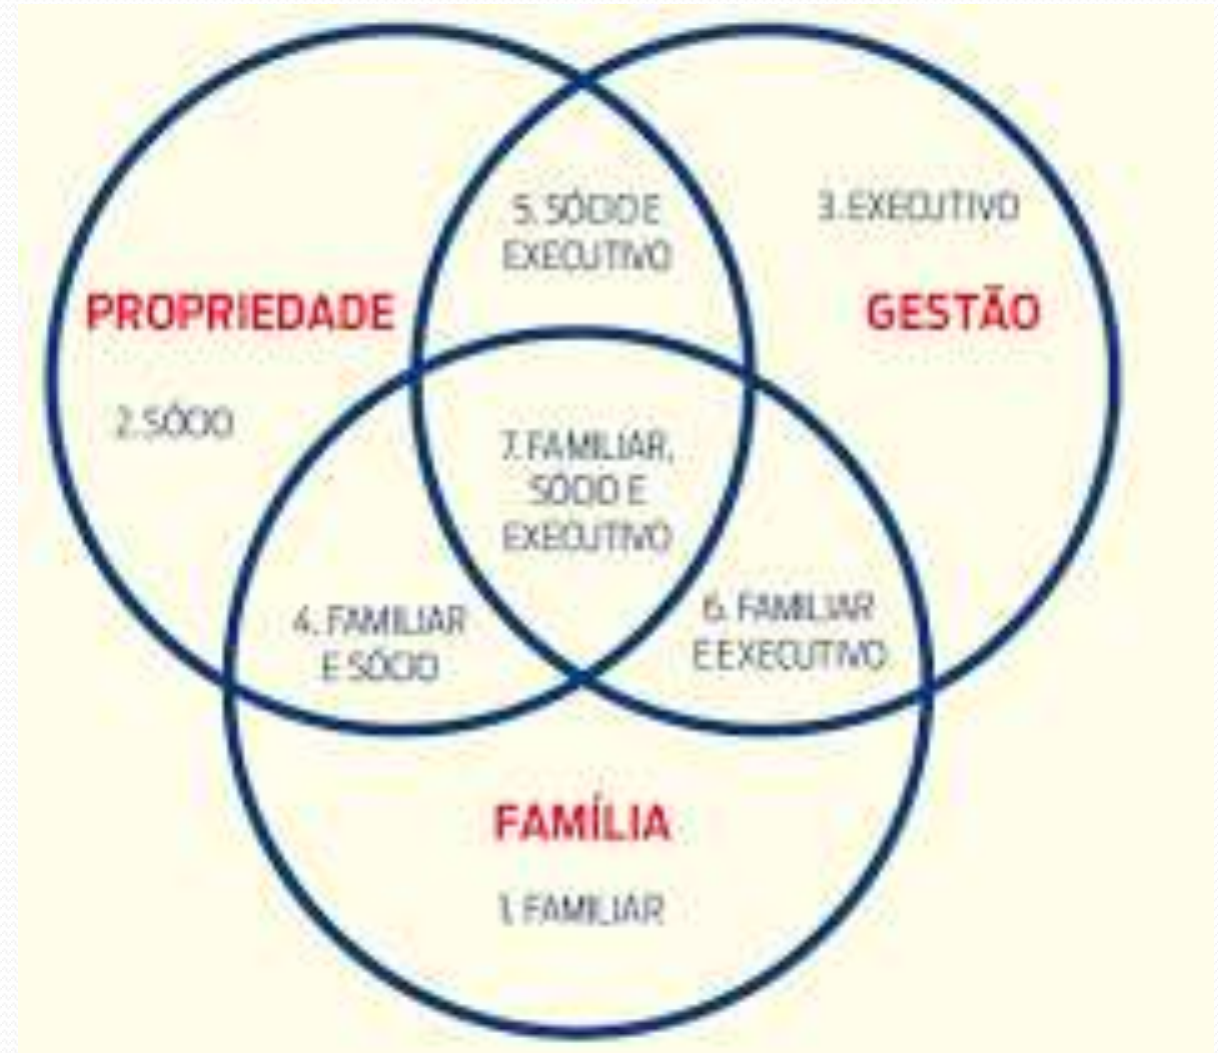 5. SÓCIO E
EXECUTIVO
3. EXECUTIVO
PROPRIEDADE
GESTÃO
2. SÓCIO
7. FAMILIAR,
SÓCIO E
EXECUTIVO
4. FAMILIAR
E SÓCIO
6. FAMILIAR
E EXECUTIVO
FAMÍLIA
1. FAMILIAR